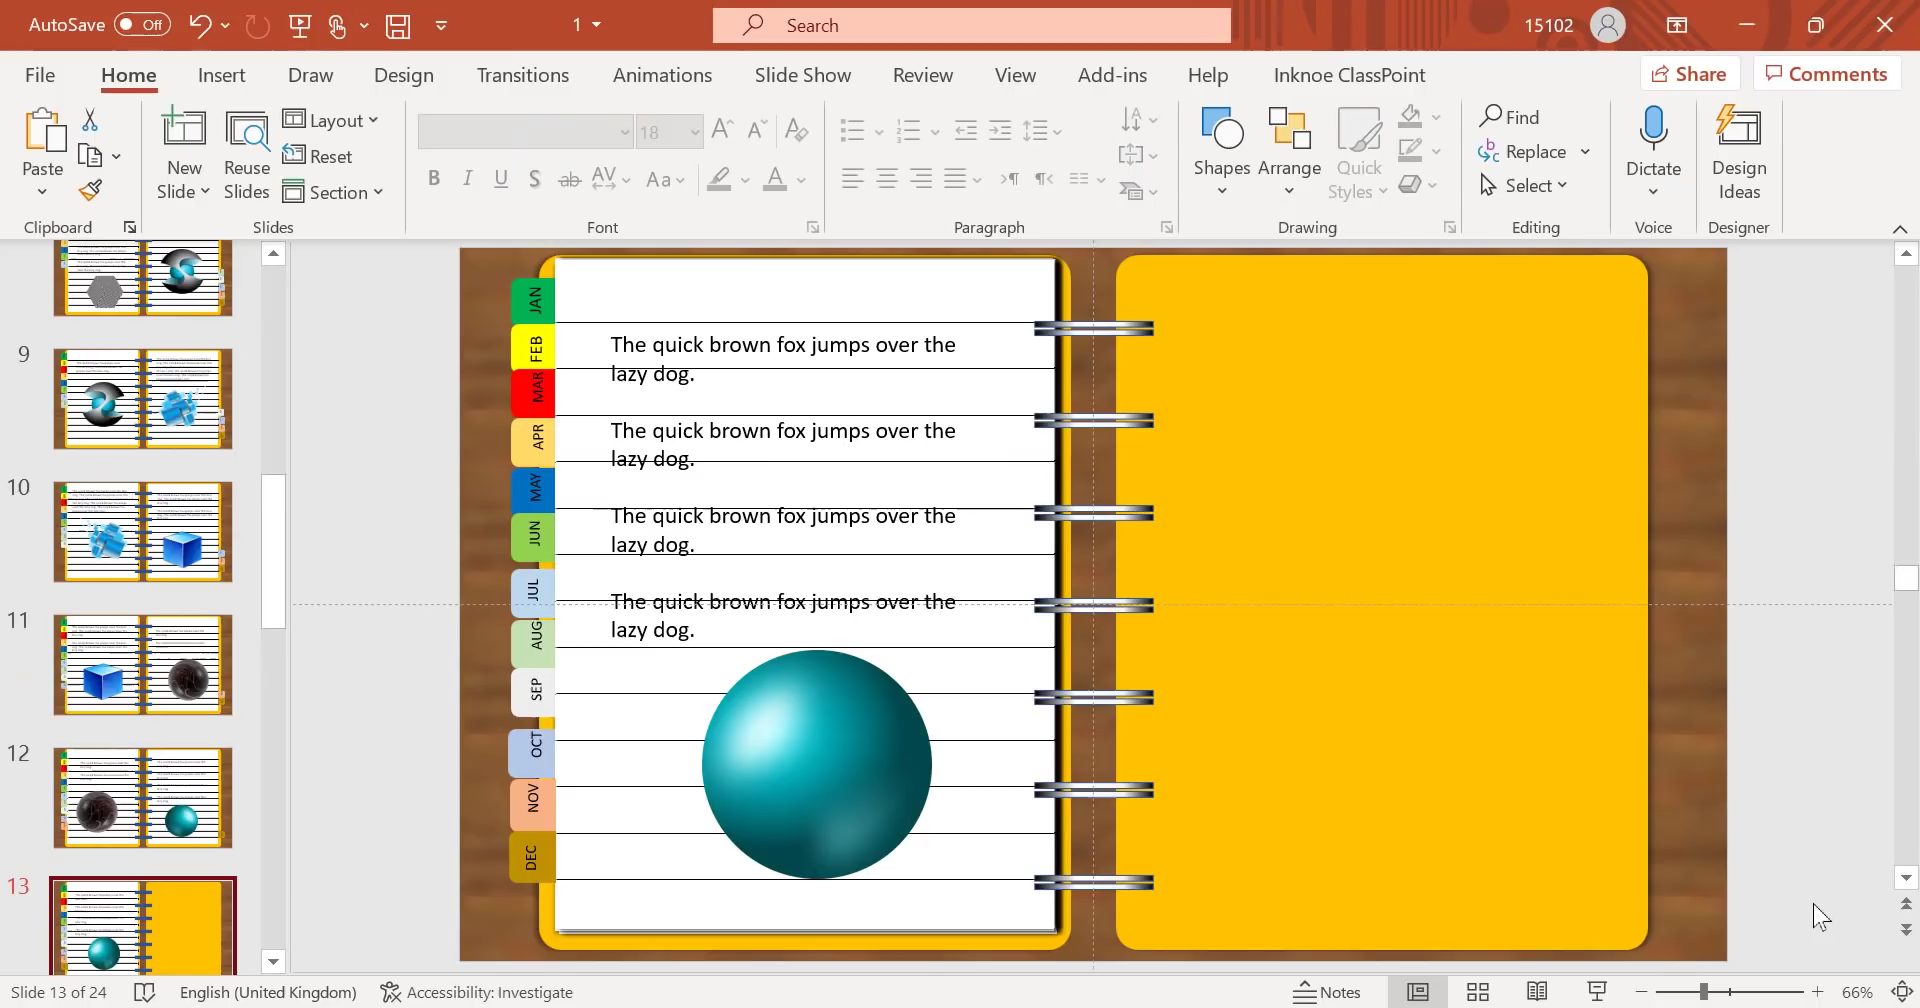 AutoSave Off 1 Search 15102
File Home Insert Draw Design Transitions Animations Slide Show Review View Add-ins Help Inknoe ClassPoint Share Comments
Paste
New Slide
Reuse Slides
Layout
Reset
Section
18
B I U S ab AV Aa A
Shapes
Arrange
Quick Styles
Find
Replace
Select
Dictate
Design Ideas
Clipboard Slides Font Paragraph Drawing Editing Voice Designer
9
10
11
12
13
JAN
FEB
MAR
APR
MAY
JUN
JUL
AUG
SEP
OCT
NOV
DEC
The quick brown fox jumps over the
lazy dog.
The quick brown fox jumps over the
lazy dog.
The quick brown fox jumps over the
lazy dog.
The quick brown fox jumps over the
lazy dog.
Slide 13 of 24 English (United Kingdom) Accessibility: Investigate Notes 66%